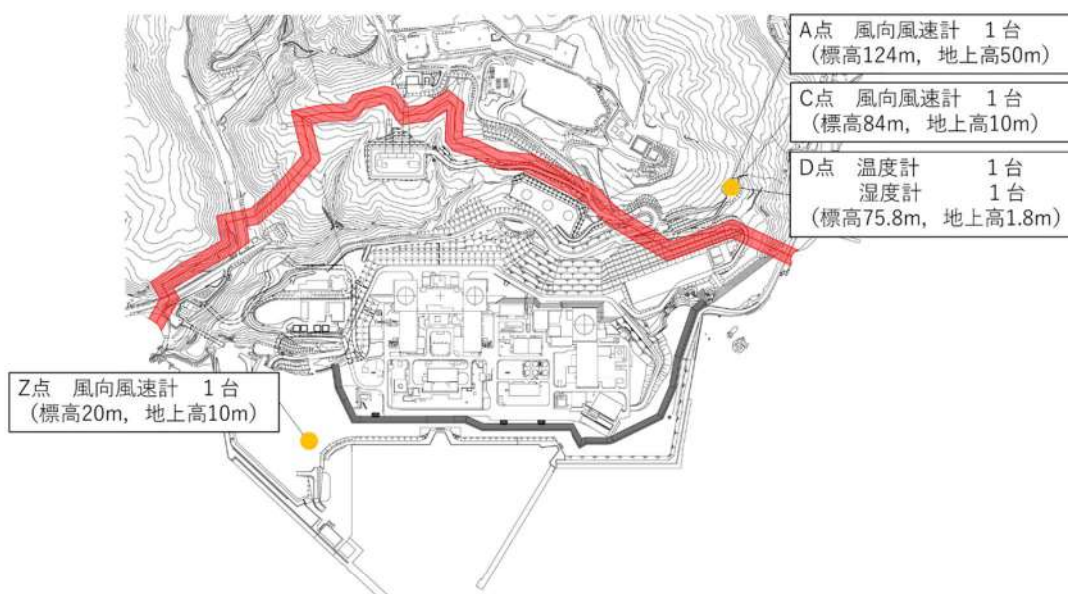 A点 風向風速計 1台
(標高124m, 地上高50m)
C点 風向風速計 1台
(標高84m, 地上高10m)
D点 温度計 1台
湿度計 1台
(標高75.8m, 地上高1.8m)
Z点 風向風速計 1台
(標高20m, 地上高10m)